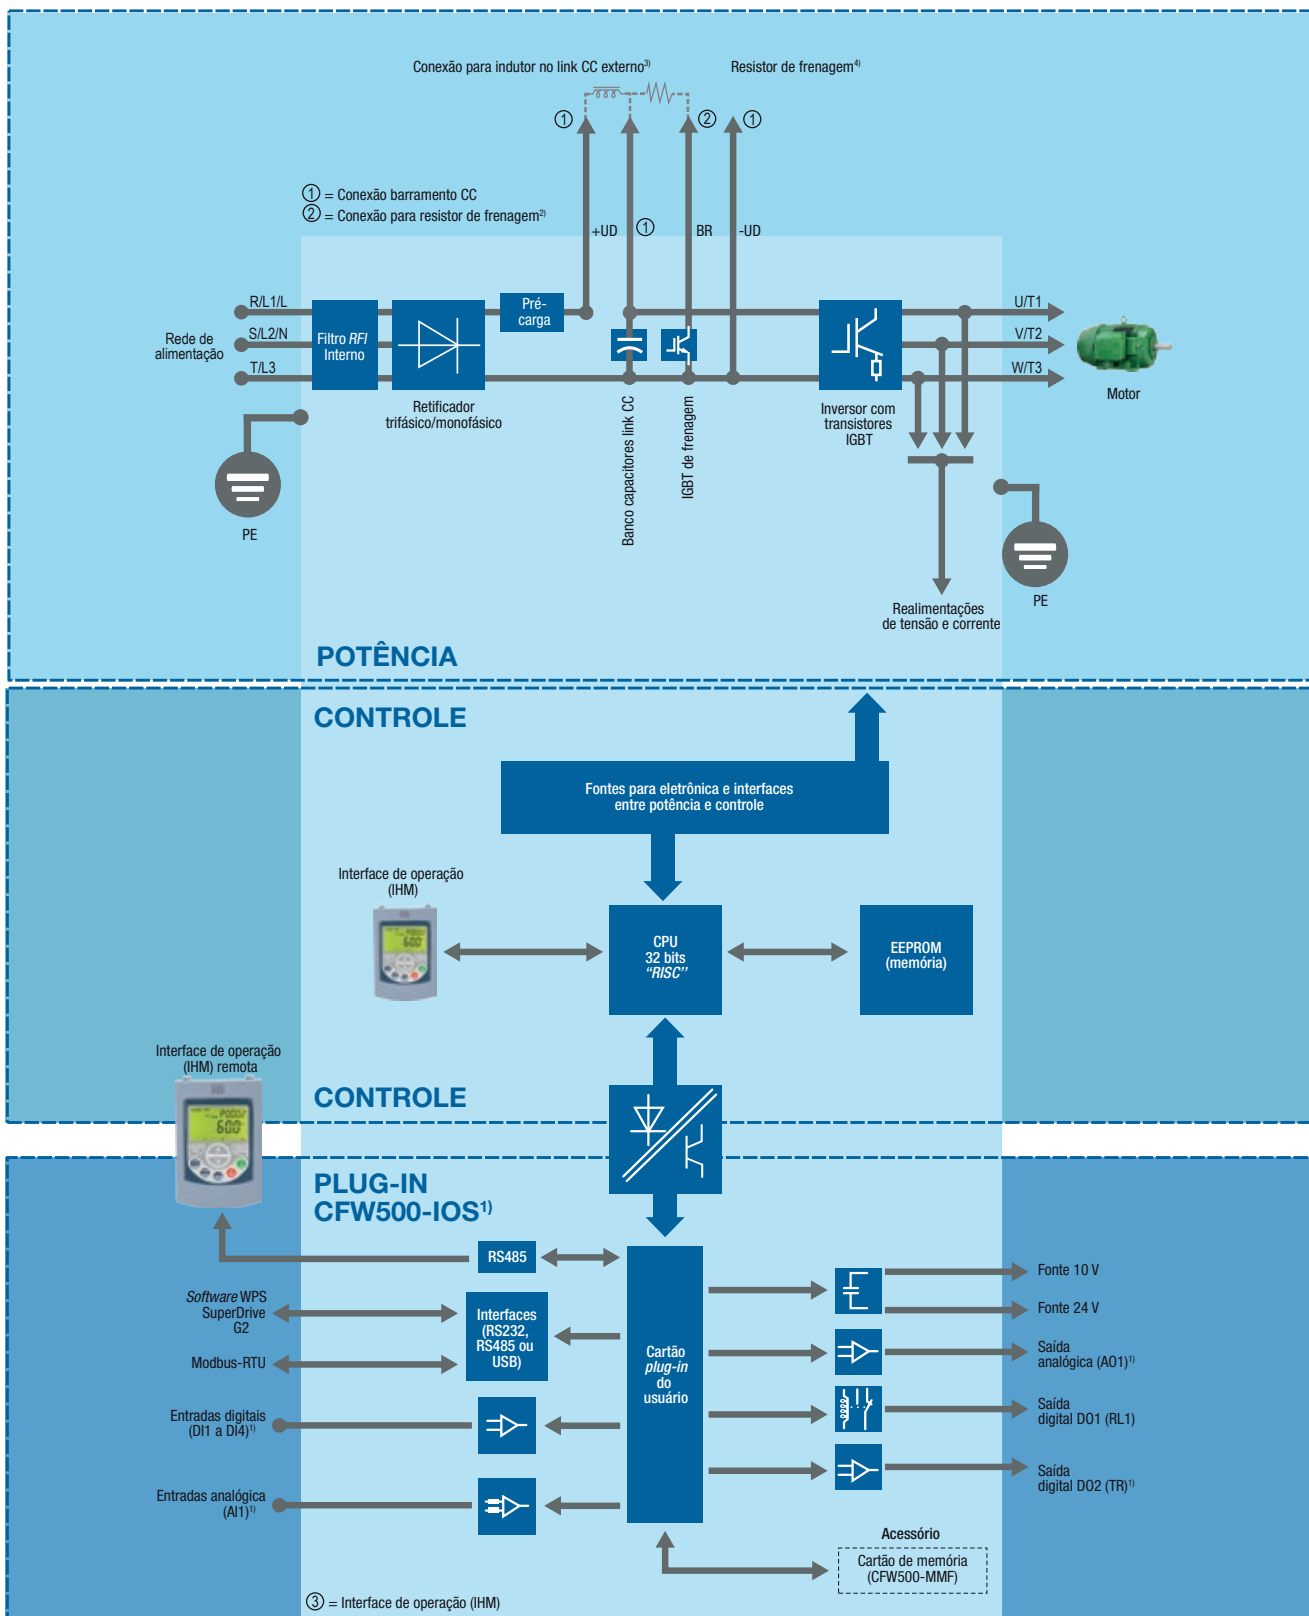 Conexão para indutor no link CC externo3)
Resistor de frenagem4)
1
2
1
1 = Conexão barramento CC
2 = Conexão para resistor de frenagem2)
+UD
1
BR
-UD
R/L1/L
S/L2/N
T/L3
Rede de
alimentação
Filtro RFI
Interno
Pré-
carga
Retificador
trifásico/monofásico
Banco capacitores link CC
IGBT de frenagem
Inversor com
transistores
IGBT
U/T1
V/T2
W/T3
Motor
PE
PE
Realimentações
de tensão e corrente
POTÊNCIA
CONTROLE
Fontes para eletrônica e interfaces
entre potência e controle
Interface de operação
(IHM)
CPU
32 bits
“RISC”
EEPROM
(memória)
Interface de operação
(IHM) remota
60.0
CONTROLE
PLUG-IN
CFW500-IOS1)
RS485
Software WPS
SuperDrive
G2
Modbus-RTU
Interfaces
(RS232,
RS485 ou
USB)
Entradas digitais
(DI1 a DI4)1)
Entradas analógica
(AI1)1)
Cartão
plug-in
do
usuário
Fonte 10 V
Fonte 24 V
Saída
analógica (AO1)1)
Saída
digital DO1 (RL1)
Saída
digital DO2 (TR)1)
Acessório
Cartão de memória
(CFW500-MMF)
3 = Interface de operação (IHM)